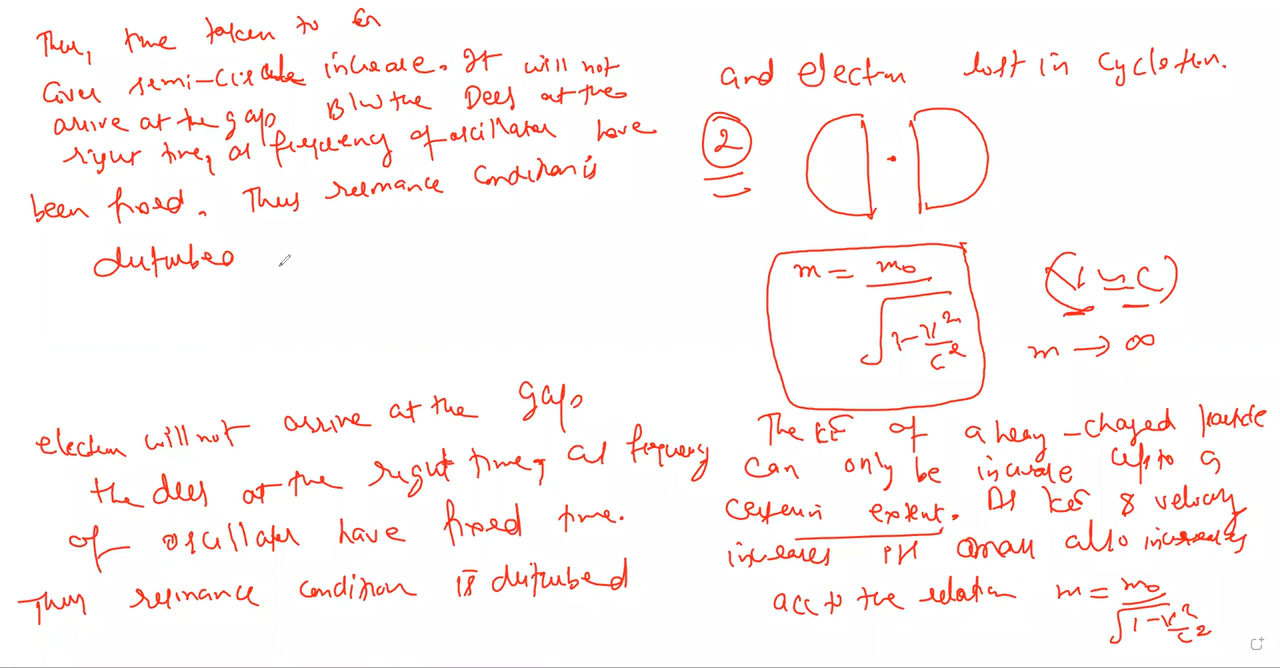 Thus, time taken to
Cover semi-circle increase. It will not
arrive at the gap B/w the Dees at the
right time, as frequency of oscillator have
been fixed. Thus resonance condition is
disturbed
electron will not arrive at the gap
the dees at the right time, as frequency
of oscillator have fixed time.
Thus resonance condition is disturbed
and electron lost in cyclotron.
2
m = m0 / √1-v²/c²
(v ≃ c)
m → ∞
The KE of a heavy-charged particle
can only be increase upto a
certain extent. As KE & velocity
increases its mass also increases
acc to the relation m = m0 / √1-v²/c²